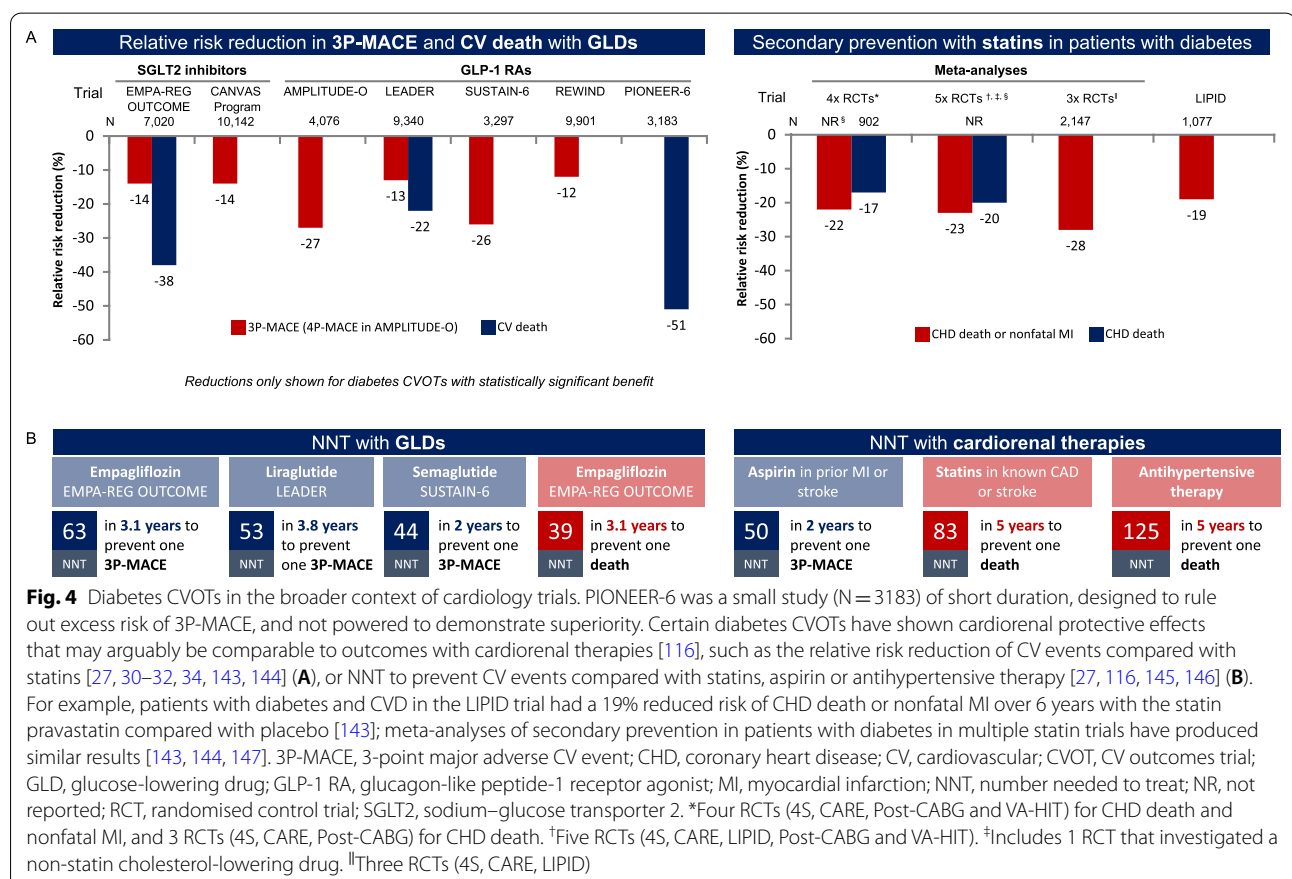 A
Relative risk reduction in 3P-MACE and CV death with GLDs
SGLT2 inhibitors
GLP-1 RAs
Trial
EMPA-REG
OUTCOME
CANVAS
Program
AMPLITUDE-O
LEADER
SUSTAIN-6
REWIND
PIONEER-6
N
7,020
10,142
4,076
9,340
3,297
9,901
3,183
Relative risk reduction (%)
0
-10
-20
-30
-40
-50
-60
-14
-38
-14
-27
-13
-22
-26
-12
-51
3P-MACE (4P-MACE in AMPLITUDE-O)
CV death
Reductions only shown for diabetes CVOTs with statistically significant benefit
Secondary prevention with statins in patients with diabetes
Meta-analyses
Trial
4x RCTs*
5x RCTs †, ‡, §
3x RCTs‖
LIPID
N
NR §
902
NR
2,147
1,077
Relative risk reduction (%)
0
-10
-20
-30
-40
-50
-60
-22
-17
-23
-20
-28
-19
CHD death or nonfatal MI
CHD death
B
NNT with GLDs
Empagliflozin
EMPA-REG OUTCOME
63
NNT
in 3.1 years to
prevent one
3P-MACE
Liraglutide
LEADER
53
NNT
in 3.8 years
to prevent
one 3P-MACE
Semaglutide
SUSTAIN-6
44
NNT
in 2 years to
prevent one
3P-MACE
Empagliflozin
EMPA-REG OUTCOME
39
NNT
in 3.1 years to
prevent one
death
NNT with cardiorenal therapies
Aspirin in prior MI or
stroke
50
NNT
in 2 years to
prevent one
3P-MACE
Statins in known CAD
or stroke
83
NNT
in 5 years to
prevent one
death
Antihypertensive
therapy
125
NNT
in 5 years to
prevent one
death
Fig. 4 Diabetes CVOTs in the broader context of cardiology trials. PIONEER-6 was a small study (N = 3183) of short duration, designed to rule
out excess risk of 3P-MACE, and not powered to demonstrate superiority. Certain diabetes CVOTs have shown cardiorenal protective effects
that may arguably be comparable to outcomes with cardiorenal therapies [116], such as the relative risk reduction of CV events compared with
statins [27, 30–32, 34, 143, 144] (A), or NNT to prevent CV events compared with statins, aspirin or antihypertensive therapy [27, 116, 145, 146] (B).
For example, patients with diabetes and CVD in the LIPID trial had a 19% reduced risk of CHD death or nonfatal MI over 6 years with the statin
pravastatin compared with placebo [143]; meta-analyses of secondary prevention in patients with diabetes in multiple statin trials have produced
similar results [143, 144, 147]. 3P-MACE, 3-point major adverse CV event; CHD, coronary heart disease; CV, cardiovascular; CVOT, CV outcomes trial;
GLD, glucose-lowering drug; GLP-1 RA, glucagon-like peptide-1 receptor agonist; MI, myocardial infarction; NNT, number needed to treat; NR, not
reported; RCT, randomised control trial; SGLT2, sodium–glucose transporter 2. *Four RCTs (4S, CARE, Post-CABG and VA-HIT) for CHD death and
nonfatal MI, and 3 RCTs (4S, CARE, Post-CABG) for CHD death. †Five RCTs (4S, CARE, LIPID, Post-CABG and VA-HIT). ‡Includes 1 RCT that investigated a
non-statin cholesterol-lowering drug. ‖Three RCTs (4S, CARE, LIPID)